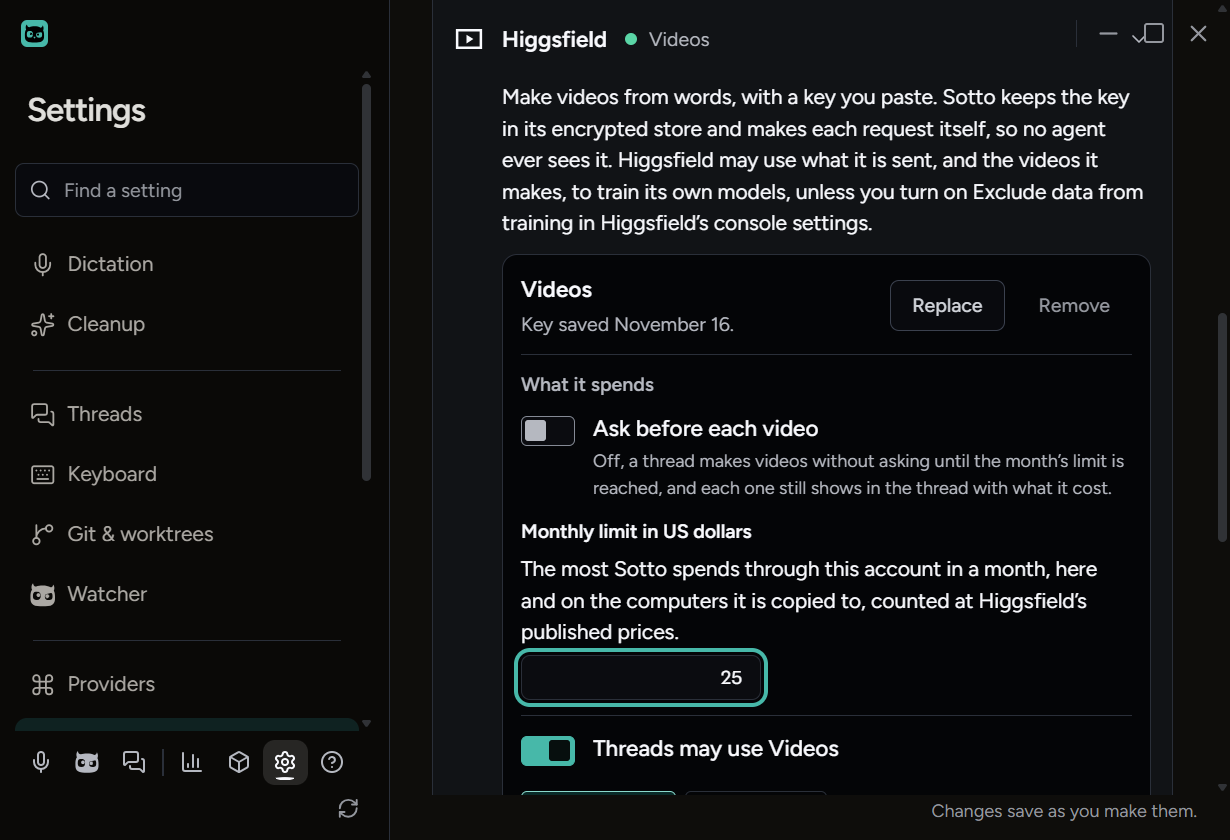 Settings
Find a setting
Dictation
Cleanup
Threads
Keyboard
Git & worktrees
Watcher
Providers
Higgsfield
Videos
Make videos from words, with a key you paste. Sotto keeps the key
in its encrypted store and makes each request itself, so no agent
ever sees it. Higgsfield may use what it is sent, and the videos it
makes, to train its own models, unless you turn on Exclude data from
training in Higgsfield’s console settings.
Videos
Key saved November 16.
Replace
Remove
What it spends
Ask before each video
Off, a thread makes videos without asking until the month’s limit is
reached, and each one still shows in the thread with what it cost.
Monthly limit in US dollars
The most Sotto spends through this account in a month, here
and on the computers it is copied to, counted at Higgsfield’s
published prices.
25
Threads may use Videos
Changes save as you make them.